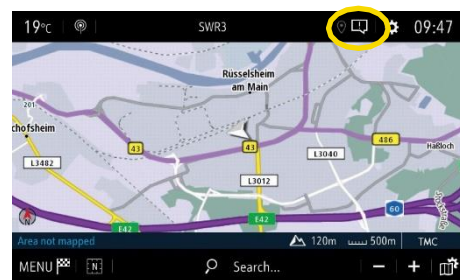 19°C
SWR3
09:47
Rüsselsheim
am Main
201
chofsheim
43
43
486
Haßloch
L3482
L3040
L3012
60
E42
E42
N
Area not mapped
120m
500m
TMC
MENU
N
Search...